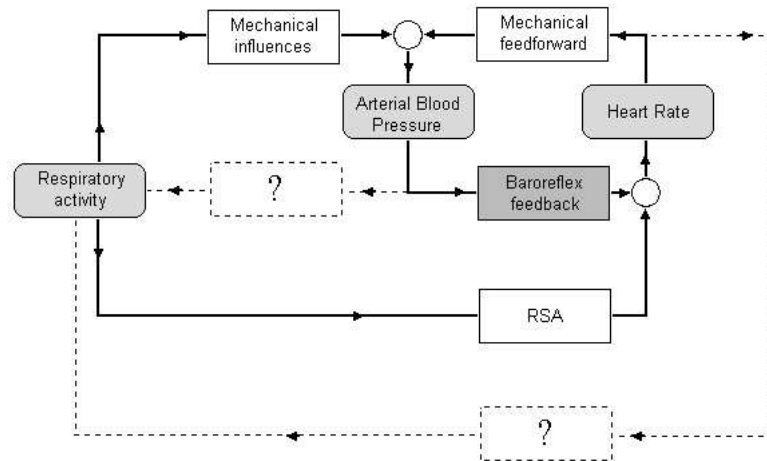 Mechanical
influences
Mechanical
feedforward
Arterial Blood
Pressure
Heart Rate
Respiratory
activity
?
Baroreflex
feedback
RSA
?